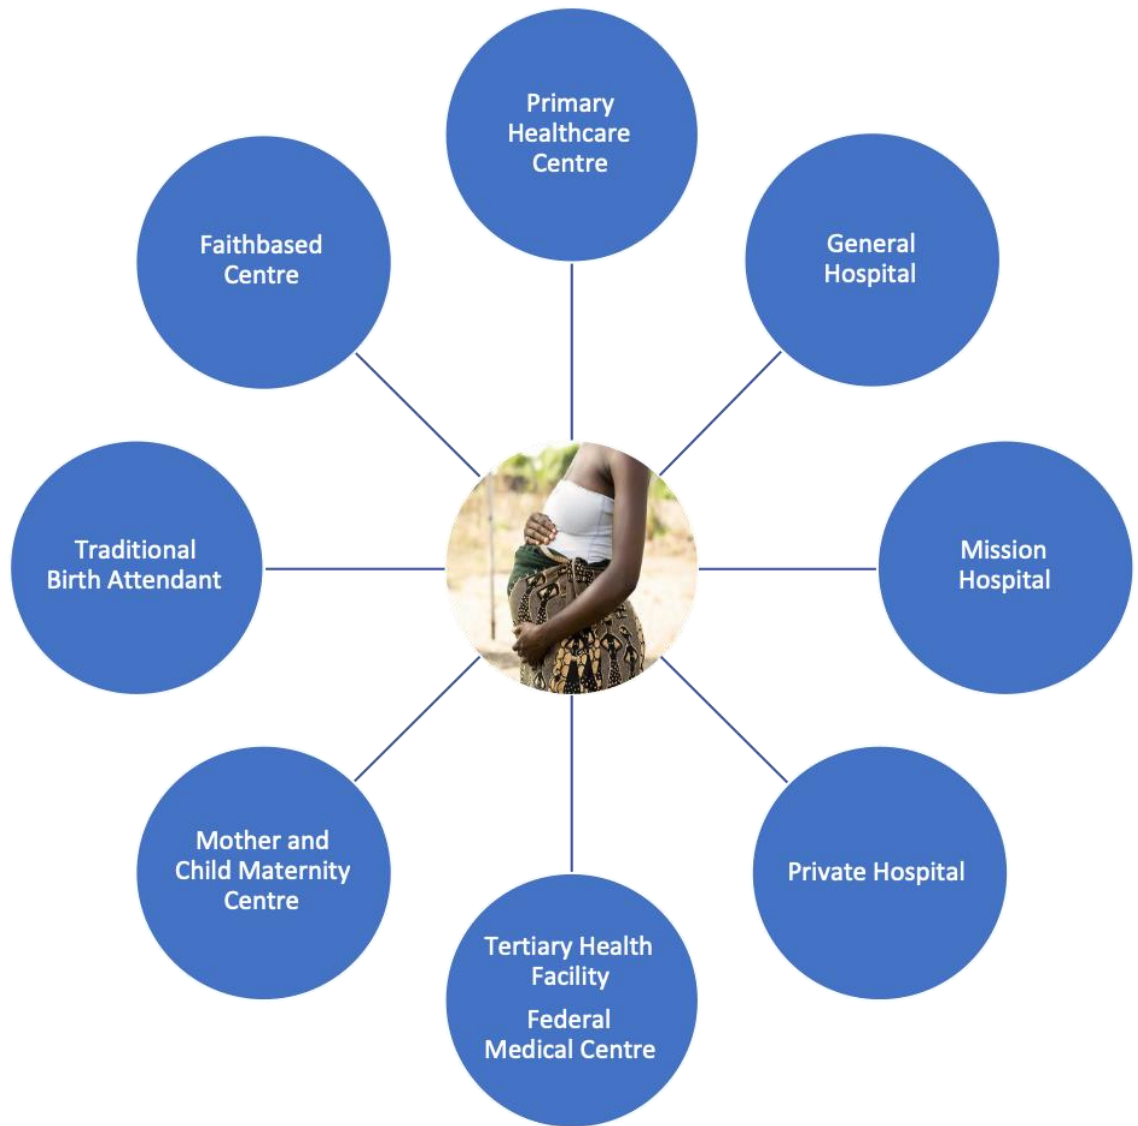 Primary
Healthcare
Centre
General
Hospital
Mission
Hospital
Private Hospital
Tertiary Health
Facility
Federal
Medical Centre
Mother and
Child Maternity
Centre
Traditional
Birth Attendant
Faithbased
Centre